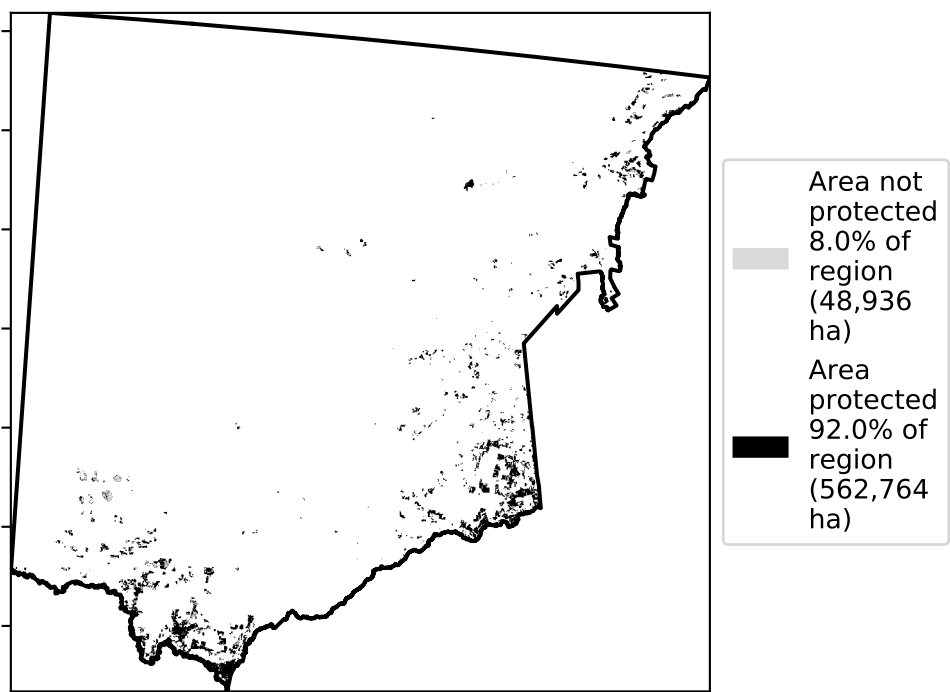 Area not
protected
8.0% of
region
(48,936
ha)
Area
protected
92.0% of
region
(562,764
ha)